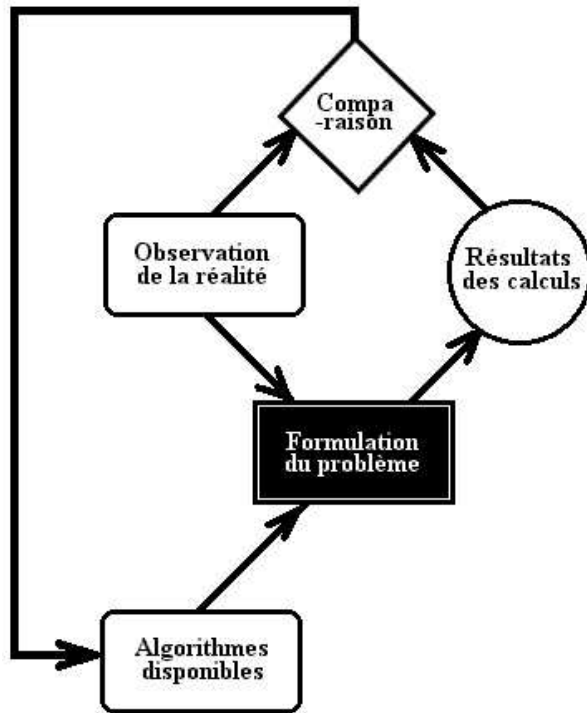 Compa
-raison
Observation
de la réalité
Résultats
des calculs
Formulation
du problème
Algorithmes
disponibles